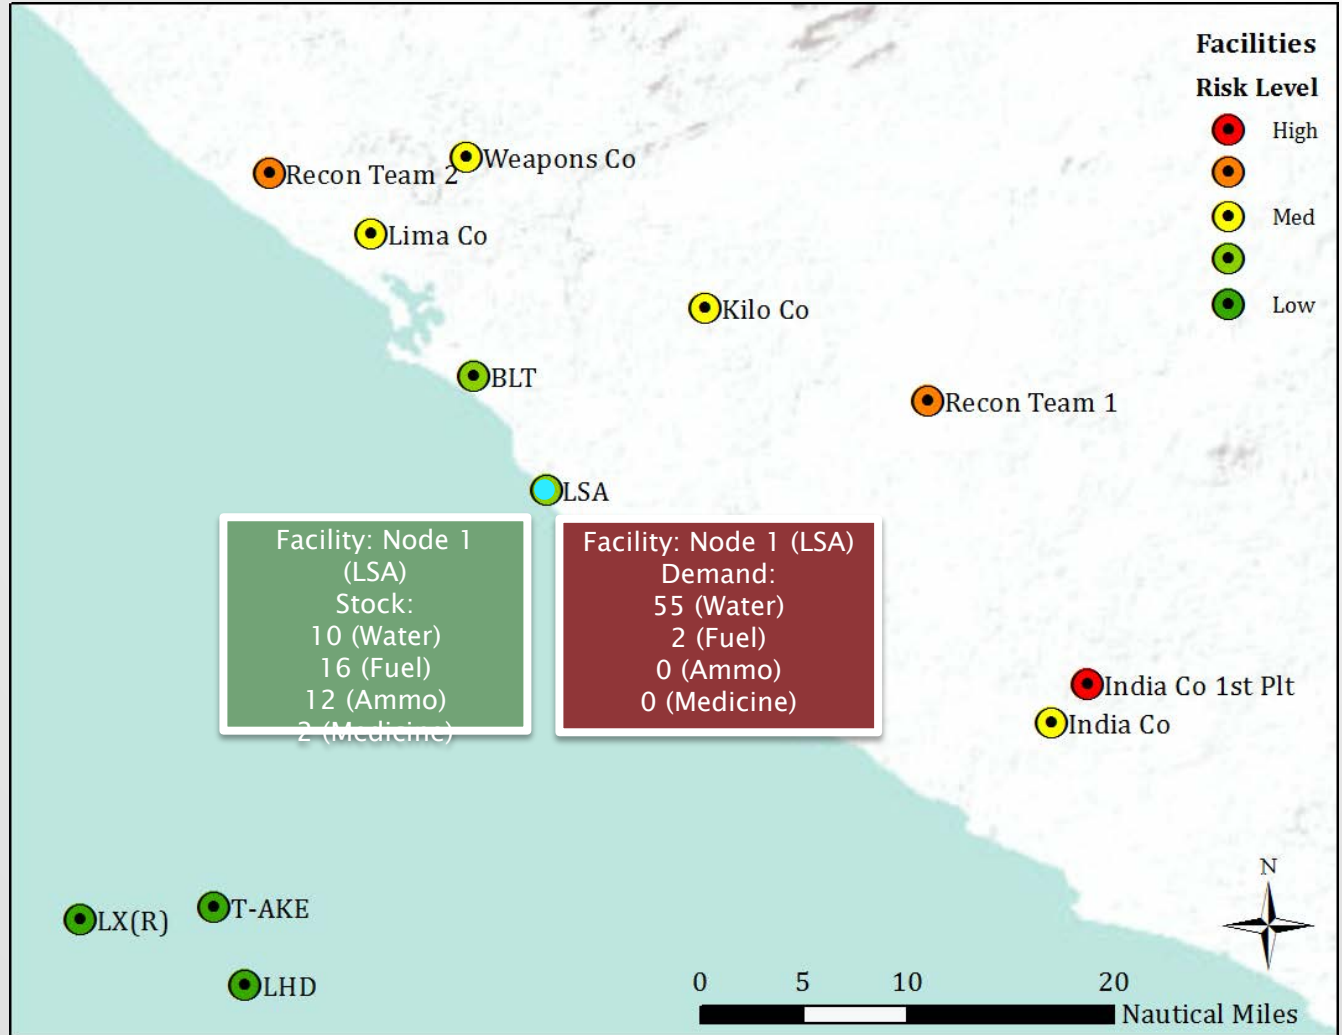 Facilities
Risk Level
High
Med
Low
Weapons Co
Recon Team 2
Lima Co
Kilo Co
BLT
Recon Team 1
LSA
Facility: Node 1
(LSA)
Stock:
10 (Water)
16 (Fuel)
12 (Ammo)
2 (Medicine)
Facility: Node 1 (LSA)
Demand:
55 (Water)
2 (Fuel)
0 (Ammo)
0 (Medicine)
India Co 1st Plt
India Co
N
T-AKE
LX(R)
LHD
0 5 10 20
Nautical Miles